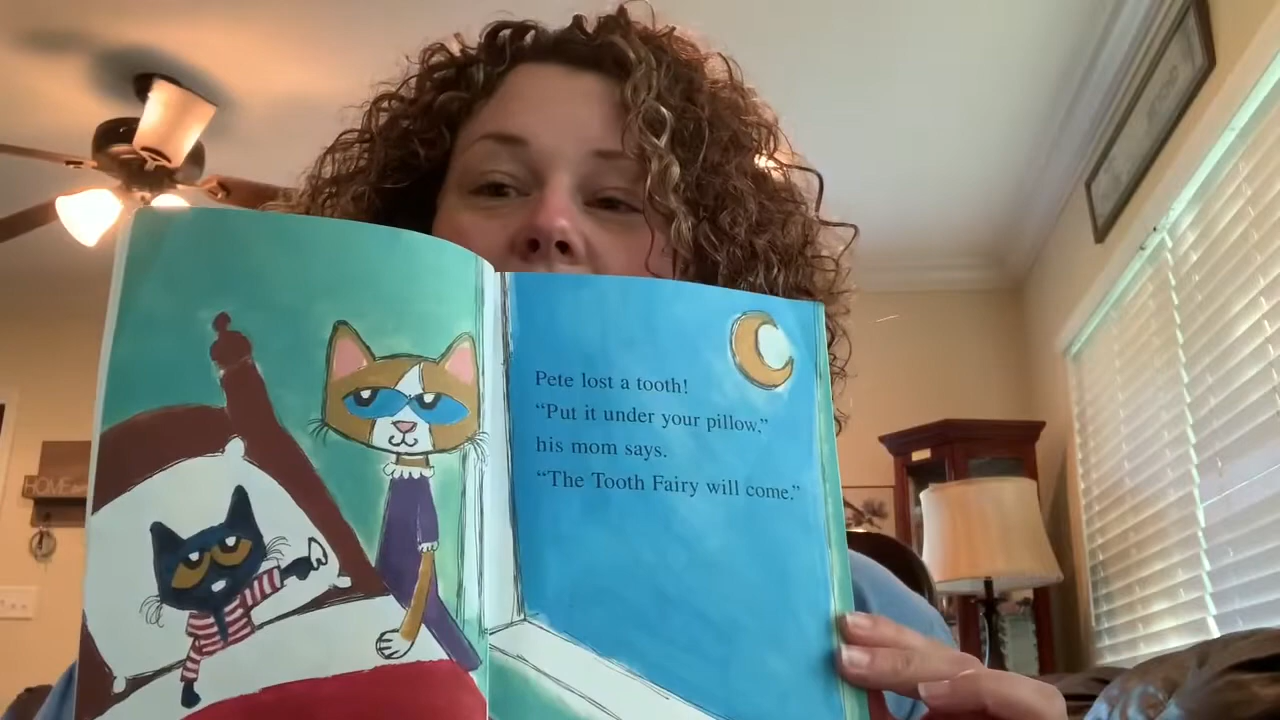 Pete lost a tooth!
“Put it under your pillow,”
his mom says.
“The Tooth Fairy will come.”
HOME